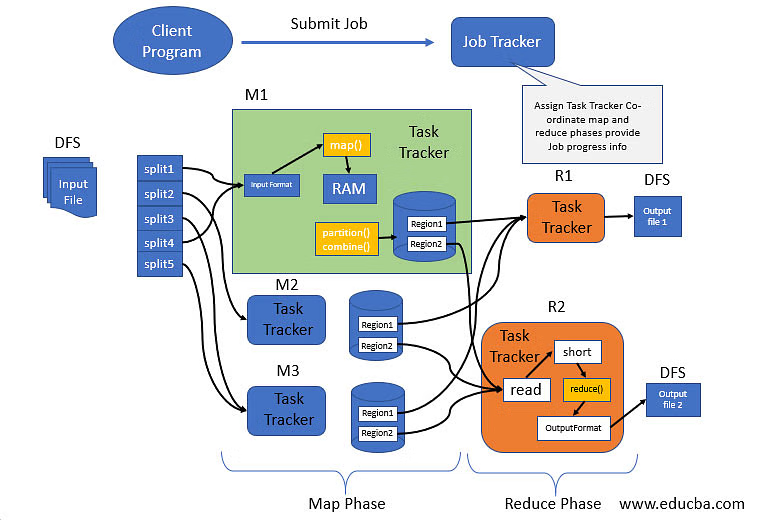 Client
Program
Submit Job
Job Tracker
Assign Task Tracker Co-
ordinate map and
reduce phases provide
Job progress info
M1
DFS
Input
File
split1
split2
split3
split4
split5
Input Format
map()
RAM
Task
Tracker
partition()
combine()
Region1
Region2
M2
Task
Tracker
Region1
Region2
M3
Task
Tracker
Region1
Region2
R1
Task
Tracker
DFS
Output
file 1
R2
Task
Tracker
short
read
reduce()
OutputFormat
DFS
Output
file 2
Map Phase
Reduce Phase
www.educba.com